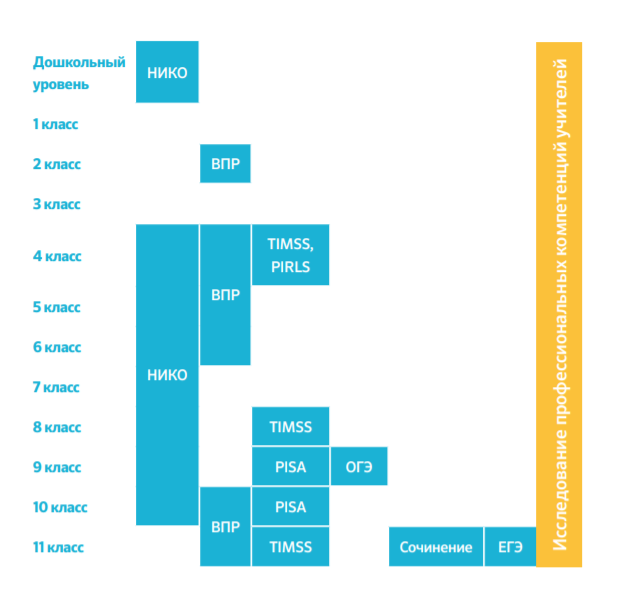 Дошкольный
уровень
НИКО
1 класс
2 класс
ВПР
3 класс
4 класс
TIMSS,
PIRLS
ВПР
5 класс
6 класс
7 класс
НИКО
8 класс
TIMSS
9 класс
PISA
ОГЭ
10 класс
PISA
ВПР
11 класс
TIMSS
Сочинение
ЕГЭ
Исследование профессиональных компетенций учителей